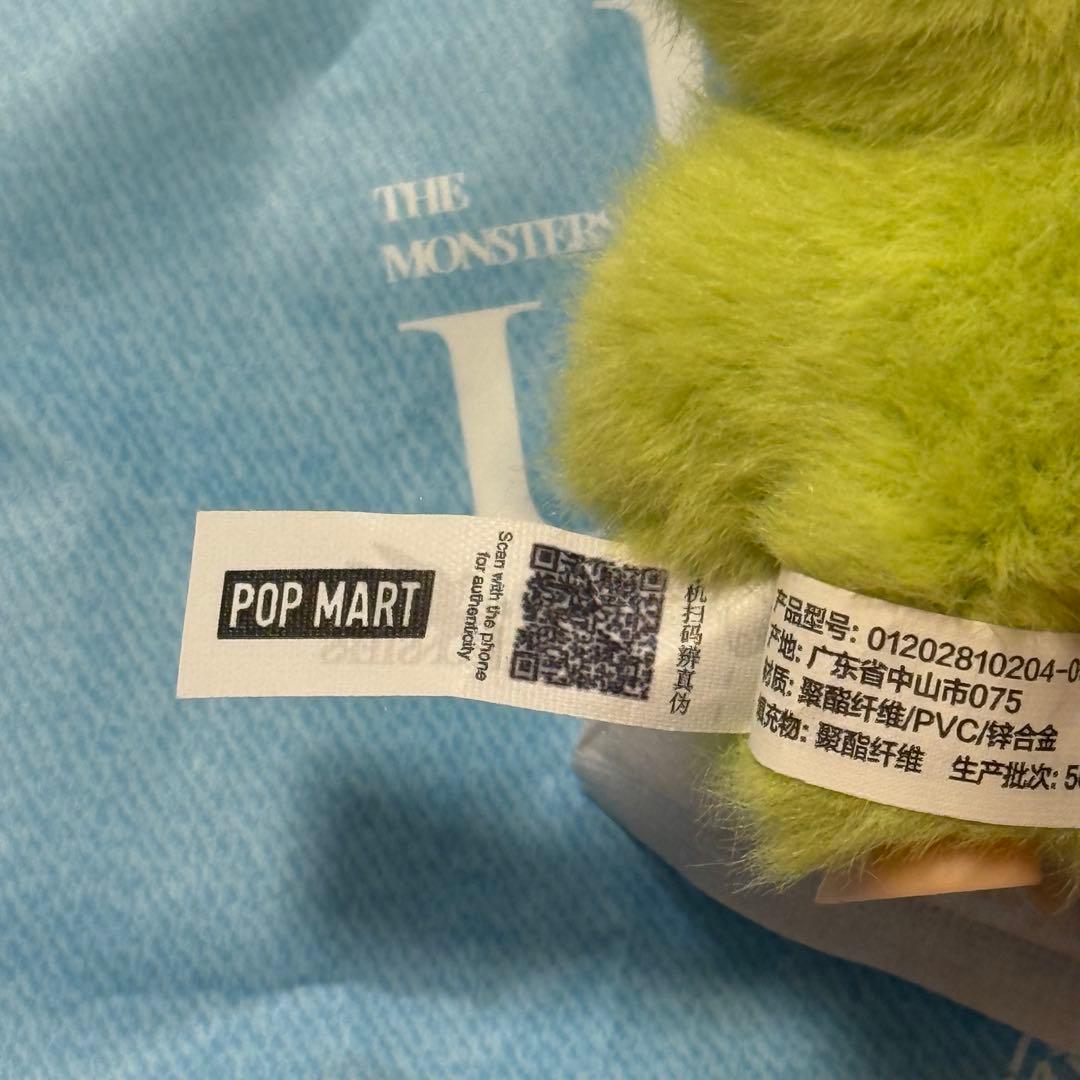 THE
MONSTERS
POP MART
Scan with the phone
for authenticity
机扫码辨真伪
产品型号: 01202810204-0
产地: 广东省中山市075
材质: 聚酯纤维/PVC/锌合金
填充物: 聚酯纤维 生产批次: 5